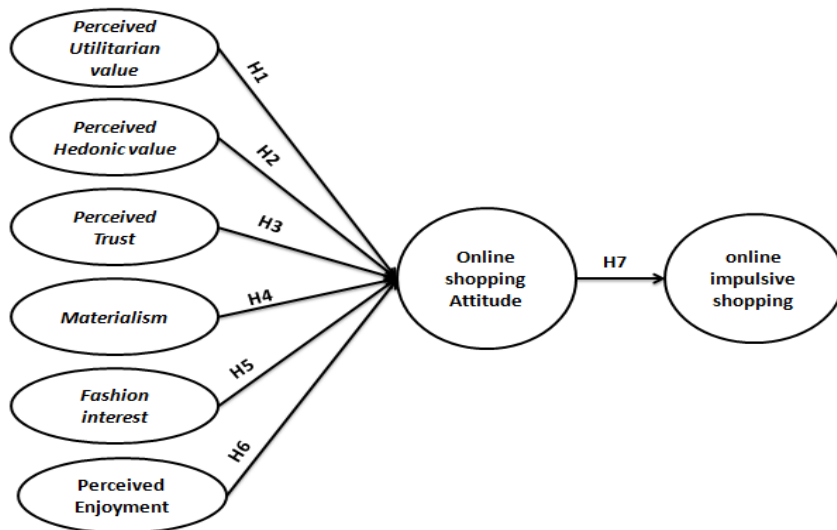 Perceived
Utilitarian
value
H1
Perceived
Hedonic value
H2
Perceived
Trust
H3
Materialism
H4
Fashion
interest
H5
Perceived
Enjoyment
H6
Online
shopping
Attitude
H7
online
impulsive
shopping